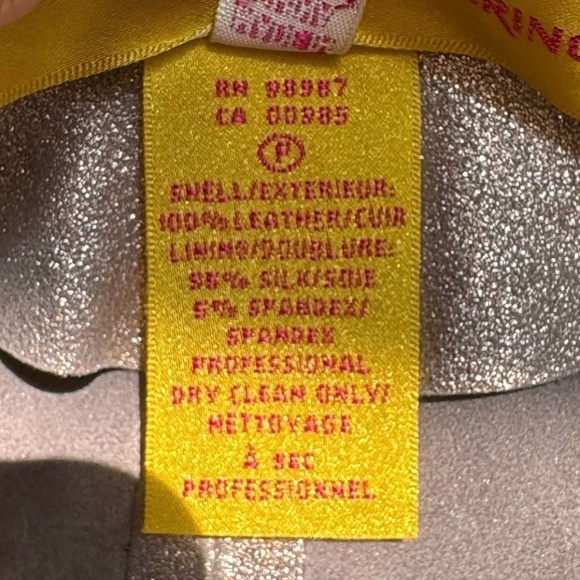 RN 98987
CA 00985
P
SHELL/EXTERIEUR:
100% LEATHER/CUIR
LINING/DOUBLURE:
95% SILK/SOIE
5% SPANDEX/
SPANDEX
PROFESSIONAL
DRY CLEAN ONLY/
NETTOYAGE
À SEC
PROFESSIONNEL